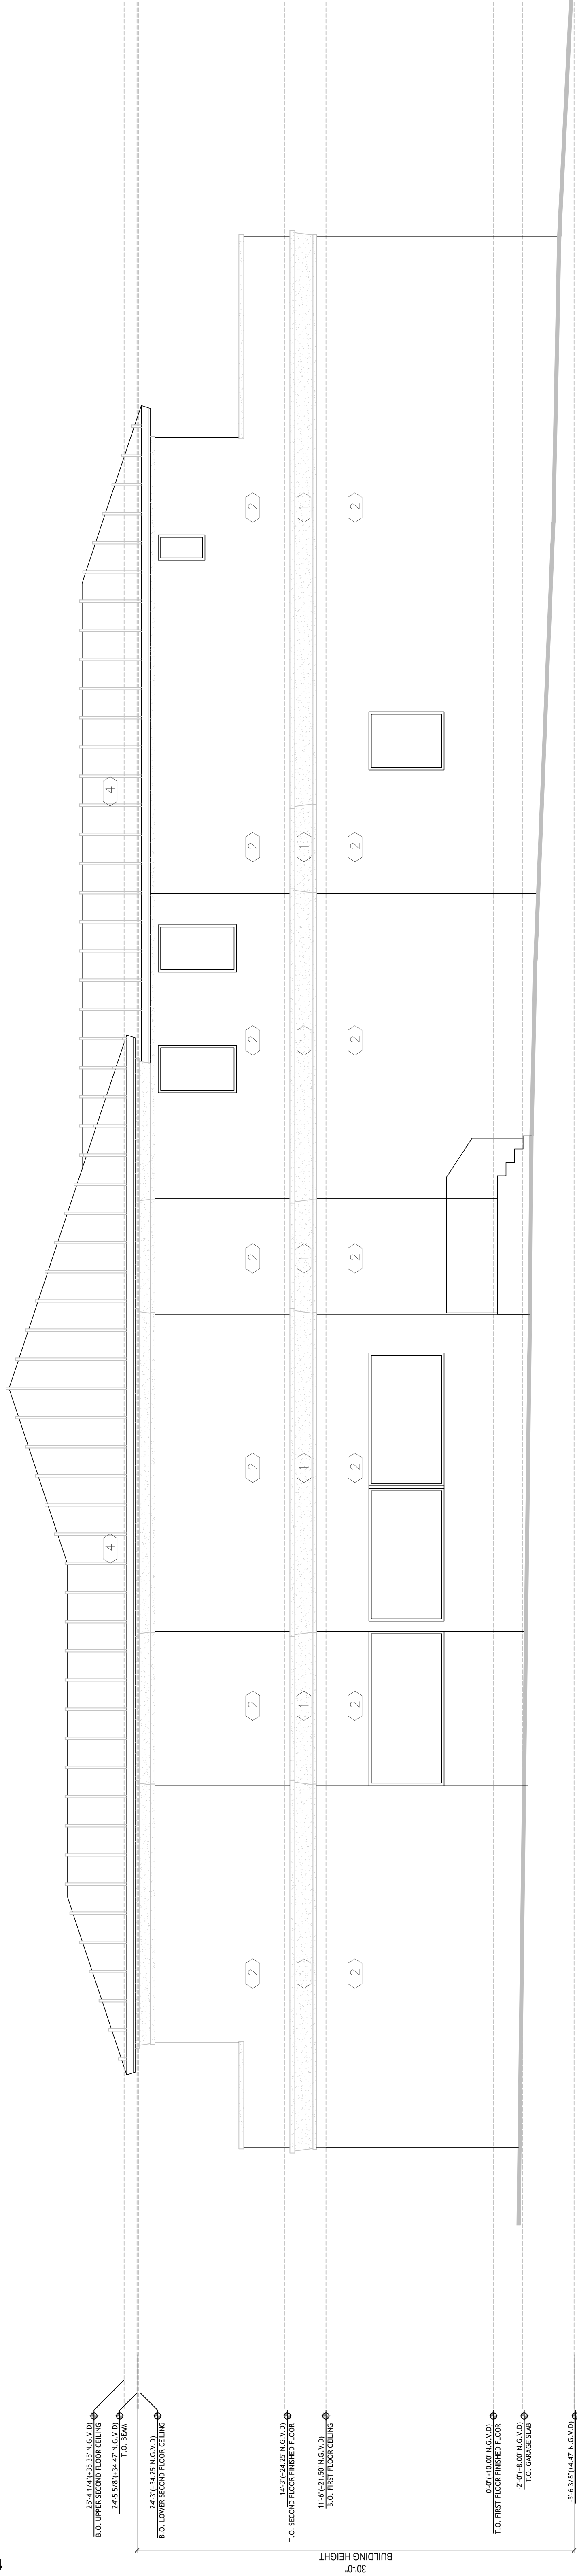 25'-4 1/4"(+35.35' N.G.V.D)
B.O. UPPER SECOND FLOOR CEILING
24'-5 5/8"(+34.47' N.G.V.D)
T.O. BEAM
24'-3"(+34.25' N.G.V.D)
B.O. LOWER SECOND FLOOR CEILING
14'-3"(+24.25' N.G.V.D)
T.O. SECOND FLOOR FINISHED FLOOR
11'-6"(+21.50' N.G.V.D)
B.O. FIRST FLOOR CEILING
0'-0"(+10.00' N.G.V.D)
T.O. FIRST FLOOR FINISHED FLOOR
-2'-0"(+8.00' N.G.V.D)
T.O. GARAGE SLAB
-5'-6 3/8"(+4.47' N.G.V.D)
30'-0"
BUILDING HEIGHT
4
4
2
2
2
2
2
2
2
1
1
1
1
1
1
1
2
2
2
2
2
2
2